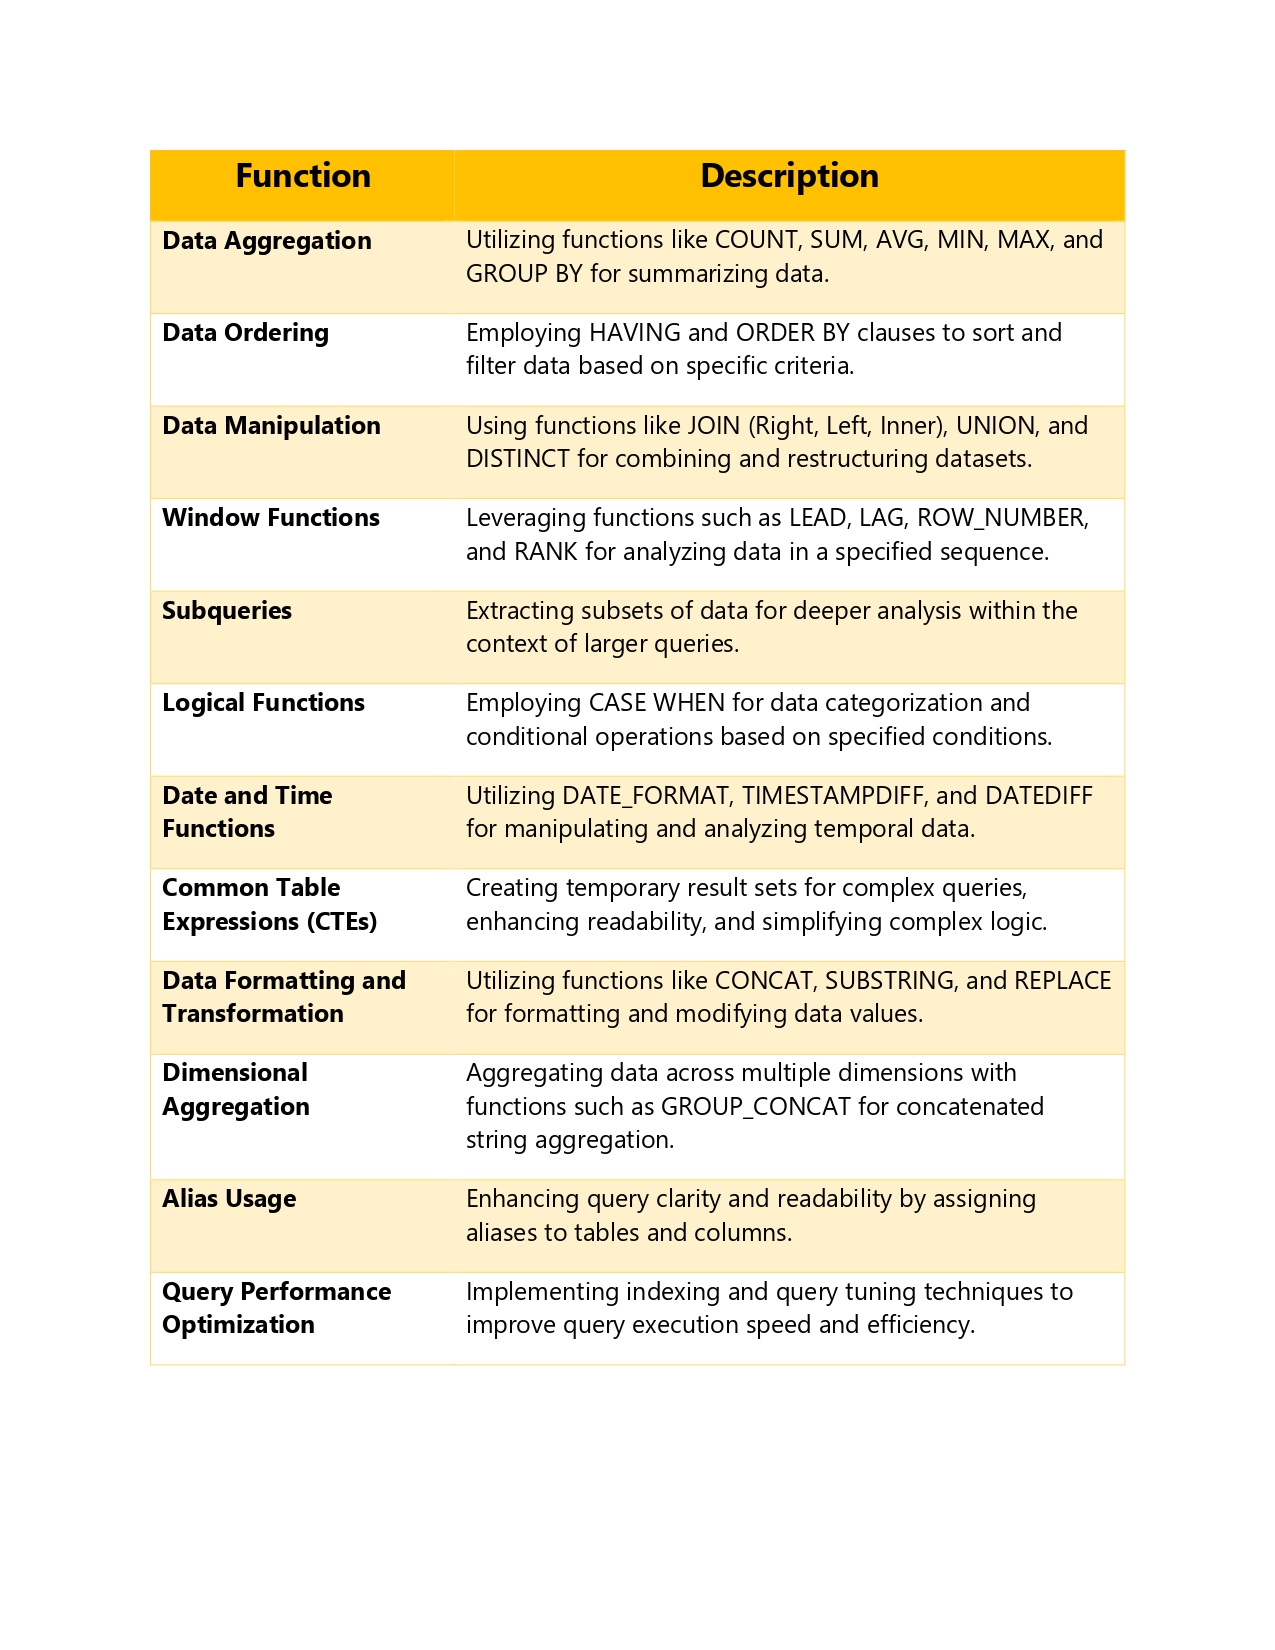 Function Description
Data Aggregation Utilizing functions like COUNT, SUM, AVG, MIN, MAX, and
GROUP BY for summarizing data.
Data Ordering Employing HAVING and ORDER BY clauses to sort and
filter data based on specific criteria.
Data Manipulation Using functions like JOIN (Right, Left, Inner), UNION, and
DISTINCT for combining and restructuring datasets.
Window Functions Leveraging functions such as LEAD, LAG, ROW_NUMBER,
and RANK for analyzing data in a specified sequence.
Subqueries Extracting subsets of data for deeper analysis within the
context of larger queries.
Logical Functions Employing CASE WHEN for data categorization and
conditional operations based on specified conditions.
Date and Time Utilizing DATE_FORMAT, TIMESTAMPDIFF, and DATEDIFF
Functions for manipulating and analyzing temporal data.
Common Table Creating temporary result sets for complex queries,
Expressions (CTEs) enhancing readability, and simplifying complex logic.
Data Formatting and Utilizing functions like CONCAT, SUBSTRING, and REPLACE
Transformation for formatting and modifying data values.
Dimensional Aggregating data across multiple dimensions with
Aggregation functions such as GROUP_CONCAT for concatenated
string aggregation.
Alias Usage Enhancing query clarity and readability by assigning
aliases to tables and columns.
Query Performance Implementing indexing and query tuning techniques to
Optimization improve query execution speed and efficiency.